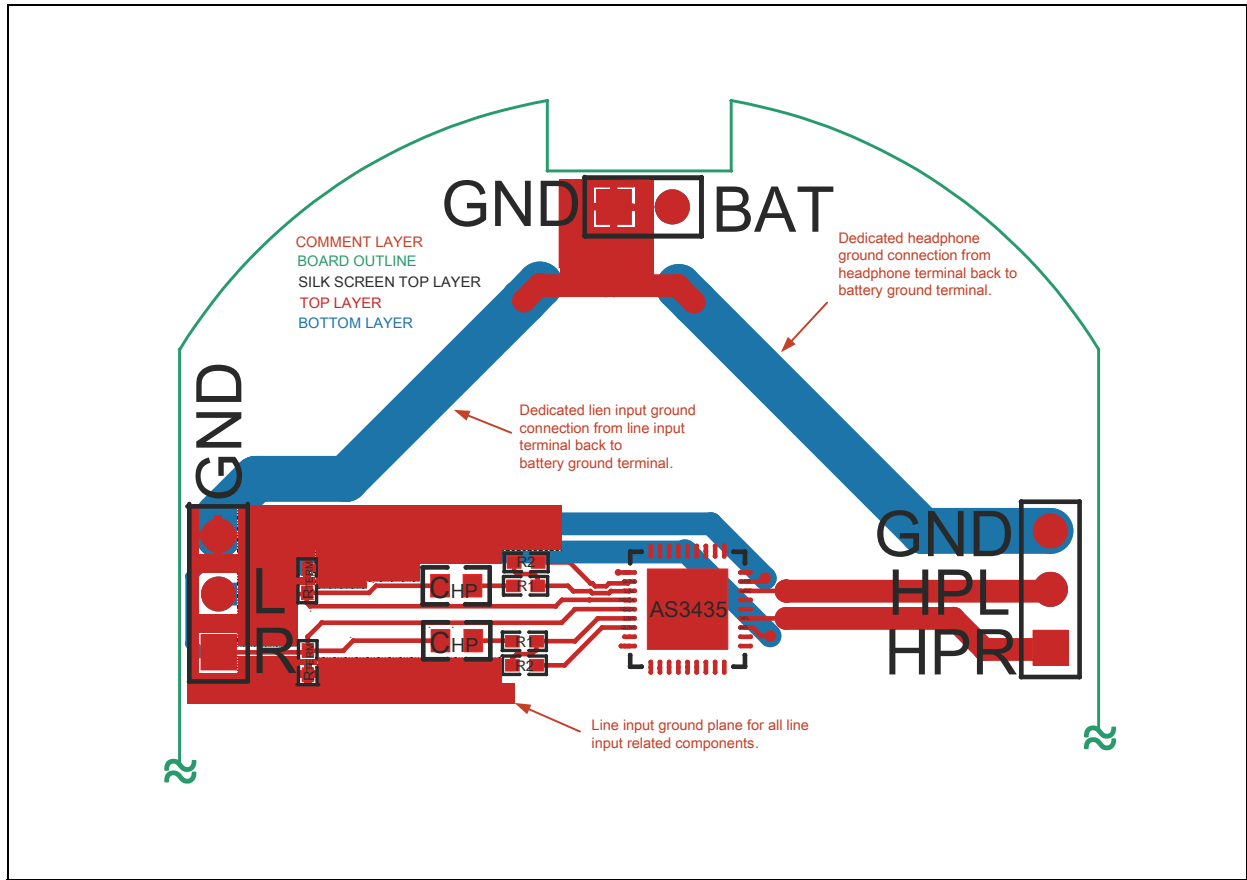 GND
BAT
COMMENT LAYER
BOARD OUTLINE
SILK SCREEN TOP LAYER
TOP LAYER
BOTTOM LAYER
Dedicated headphone
ground connection from
headphone terminal back to
battery ground terminal.
Dedicated lien input ground
connection from line input
terminal back to
battery ground terminal.
GND
L
R
CHP
CHP
R2
R1
R1
R2
AS3435
GND
HPL
HPR
Line input ground plane for all line
input related components.